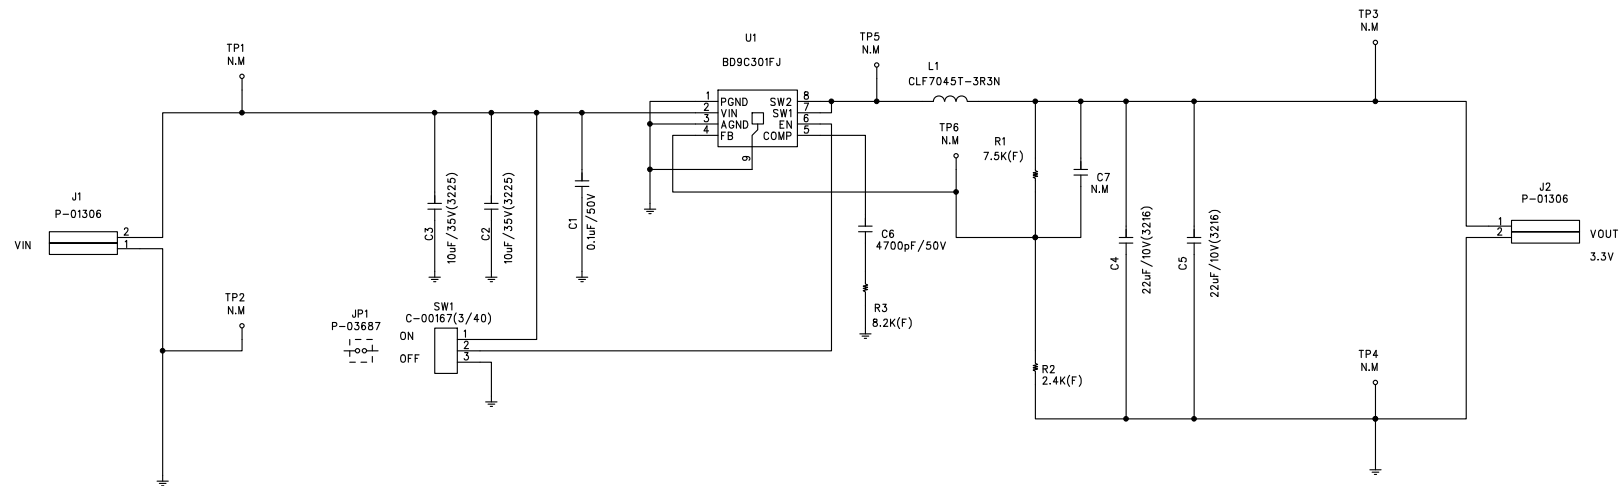 TP3
N.M
U1
TP5
N.M
TP1
N.M
BD9C301FJ
L1
CLF7045T-3R3N
1 PGND SW2 8
2 VIN SW1 7
3 AGND EN 6
4 FB COMP 5
9
TP6
N.M
R1
7.5K(F)
C7
N.M
J1
P-01306
VIN
2
1
C3
10uF/35V(3225)
C2
10uF/35V(3225)
C1
0.1uF/50V
C6
4700pF/50V
C4
22uF/10V(3216)
C5
22uF/10V(3216)
J2
P-01306
1
2
VOUT
3.3V
TP2
N.M
JP1
P-03687
SW1
C-00167(3/40)
ON
OFF
1
2
3
R3
8.2K(F)
R2
2.4K(F)
TP4
N.M